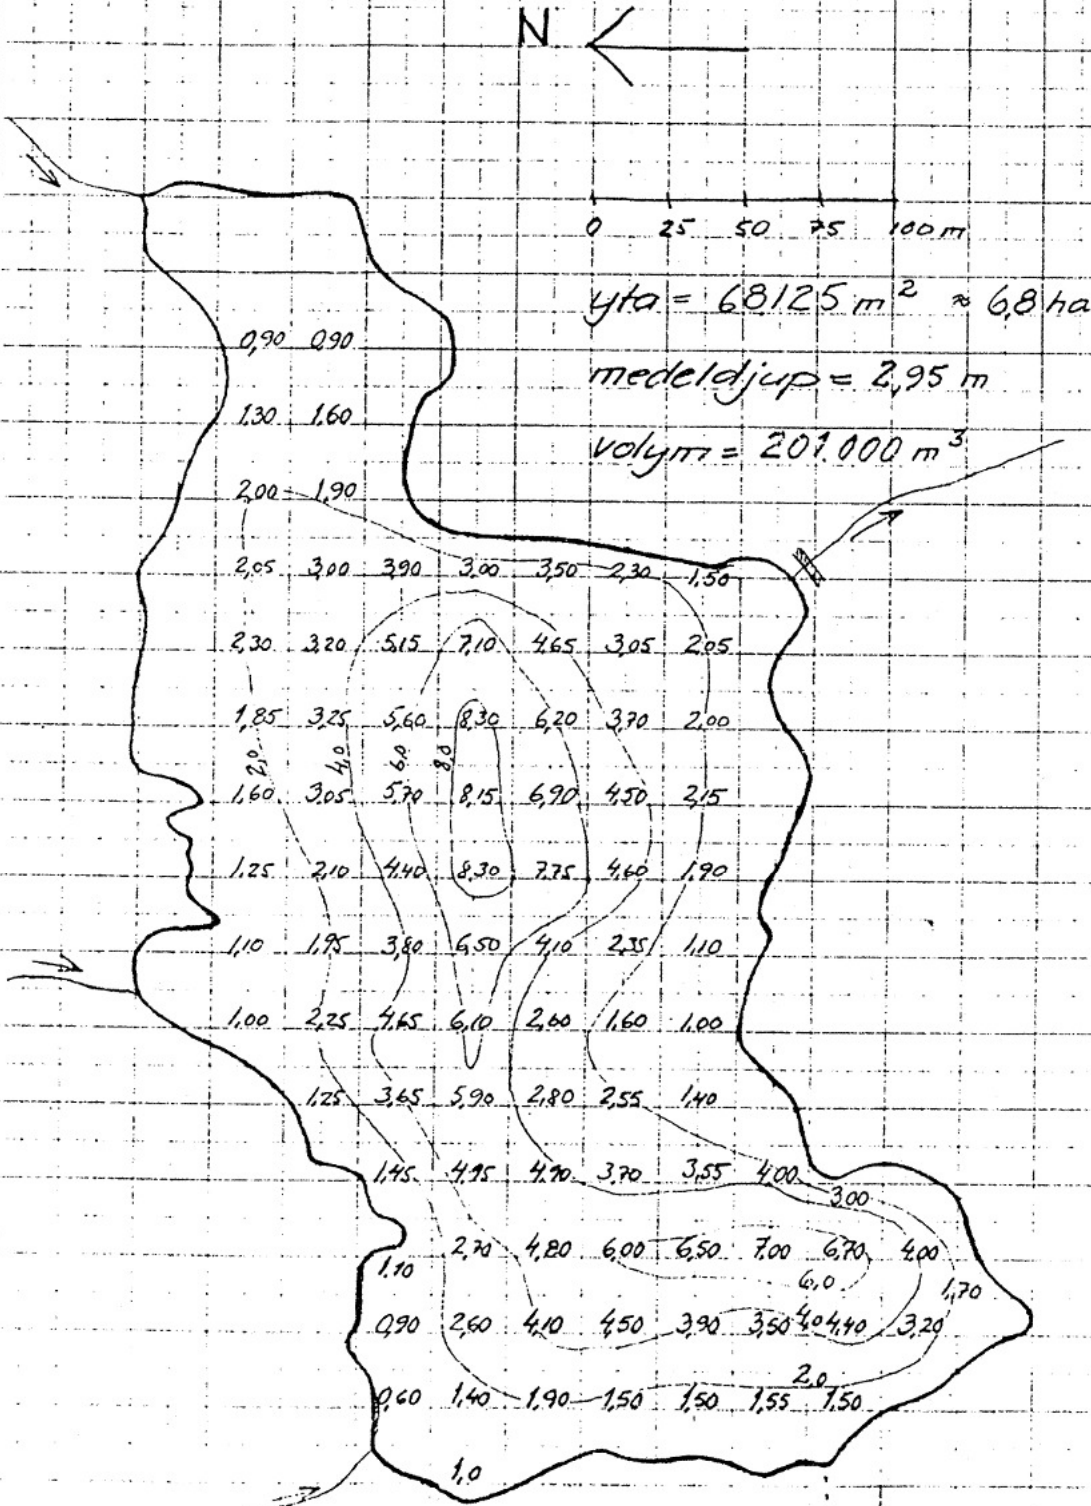 N
0 25 50 75 100 m
yta = 68125 m² ≈ 6,8 ha
medeldjup = 2,95 m
volym = 201.000 m³
0,90 0,90
1,30 1,60
2,00 1,90
2,05 3,00 3,90 3,00 3,50 2,30 1,50
2,30 3,20 5,15 7,10 4,65 3,05 2,05
1,85 3,25 5,60 8,30 6,20 3,70 2,00
2,0 4,0 6,0 8,0
1,60 3,05 5,70 8,15 6,90 4,50 2,15
1,25 2,10 4,40 8,30 7,75 4,60 1,90
1,10 1,95 3,80 6,50 4,10 2,35 1,10
1,00 2,25 4,65 6,10 2,60 1,60 1,00
1,25 3,65 5,90 2,80 2,55 1,40
1,45 4,95 4,90 3,70 3,55 4,00
3,00
2,70 4,80 6,00 6,50 7,00 6,70 4,00
1,10 6,0 1,70
0,90 2,60 4,10 4,50 3,90 3,50 4,0 4,40 3,20
2,0
0,60 1,40 1,90 1,50 1,50 1,55 1,50
1,0